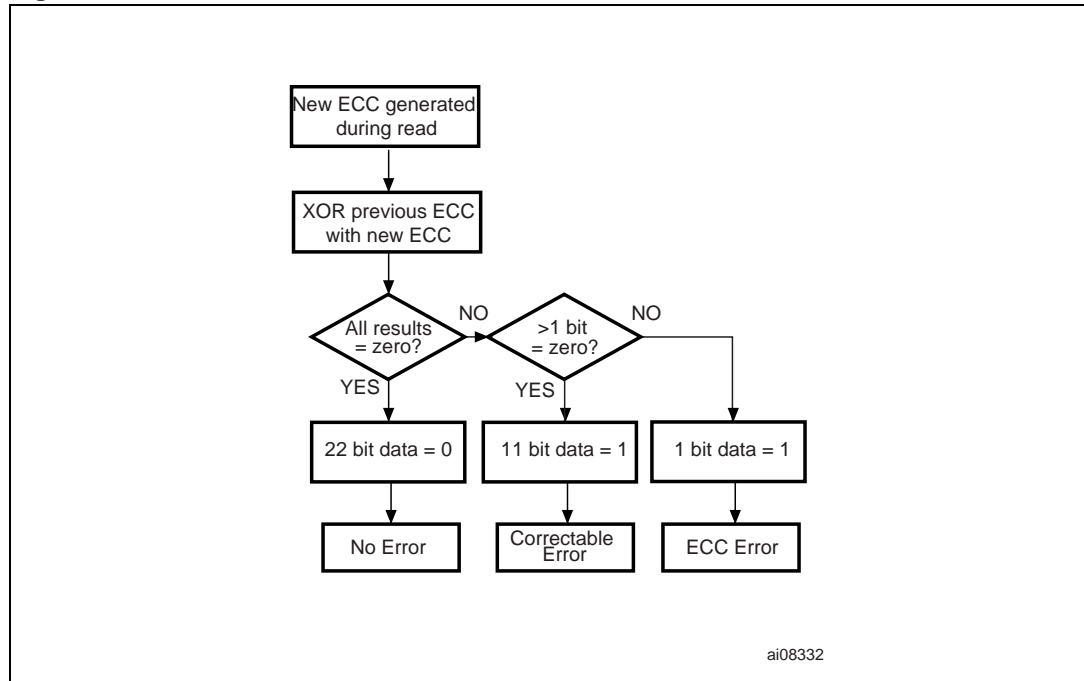 New ECC generated
during read
XOR previous ECC
with new ECC
All results
= zero?
NO
>1 bit
= zero?
NO
YES
YES
22 bit data = 0
11 bit data = 1
1 bit data = 1
No Error
Correctable
Error
ECC Error
ai08332